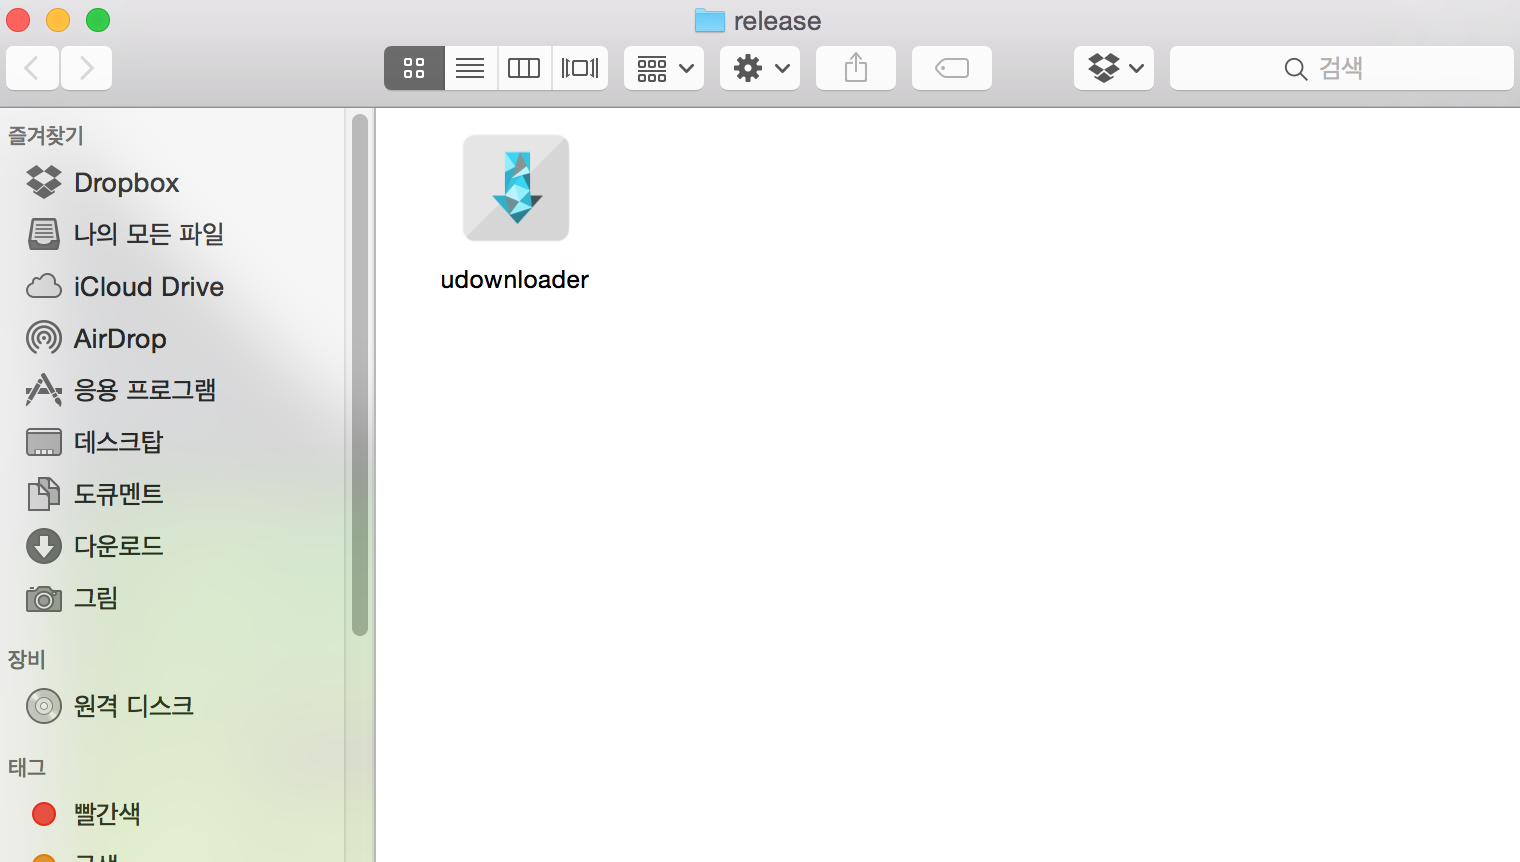 release
검색
즐겨찾기
Dropbox
나의 모든 파일
iCloud Drive
AirDrop
응용 프로그램
데스크탑
도큐멘트
다운로드
그림
장비
원격 디스크
태그
빨간색
udownloader